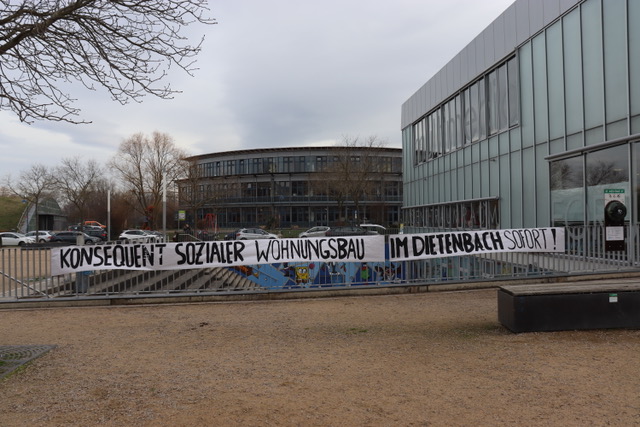 KONSEQUENT SOZIALER WOHNUNGSBAU IM DIETENBACH SOFORT!